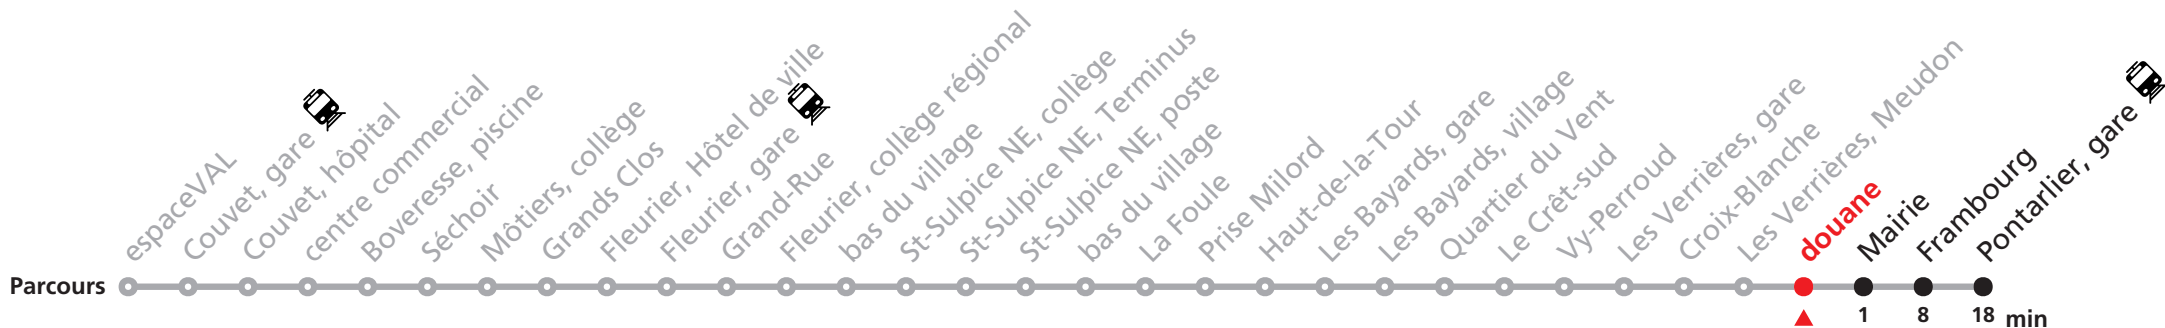 espaceVAL
Couvet, gare
Couvet, hôpital
centre commercial
Boveresse, piscine
Séchoir
Môtiers, collège
Grands Clos
Fleurier, Hôtel de ville
Fleurier, gare
Grand-Rue
Fleurier, collège régional
bas du village
St-Sulpice NE, collège
St-Sulpice NE, Terminus
St-Sulpice NE, poste
bas du village
La Foule
Prise Milord
Haut-de-la-Tour
Les Bayards, gare
Les Bayards, village
Quartier du Vent
Le Crêt-sud
Vy-Perroud
Les Verrières, gare
Croix-Blanche
Les Verrières, Meudon
douane
Mairie
Frambourg
Pontarlier, gare
Parcours
1 8 18 min